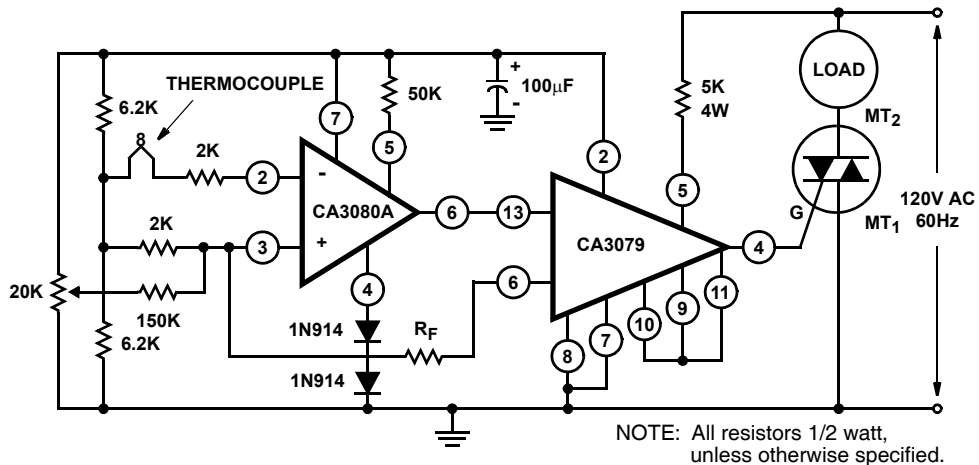 THERMOCOUPLE
6.2K
8
2K
2
-
7
5
50K
+
100μF
-
CA3080A
6
13
2K
3
+
20K
150K
6.2K
4
1N914
1N914
RF
6
2
CA3079
5
5K
4W
4
8
7
10
9
11
LOAD
MT2
G
MT1
120V AC
60Hz
NOTE: All resistors 1/2 watt,
unless otherwise specified.